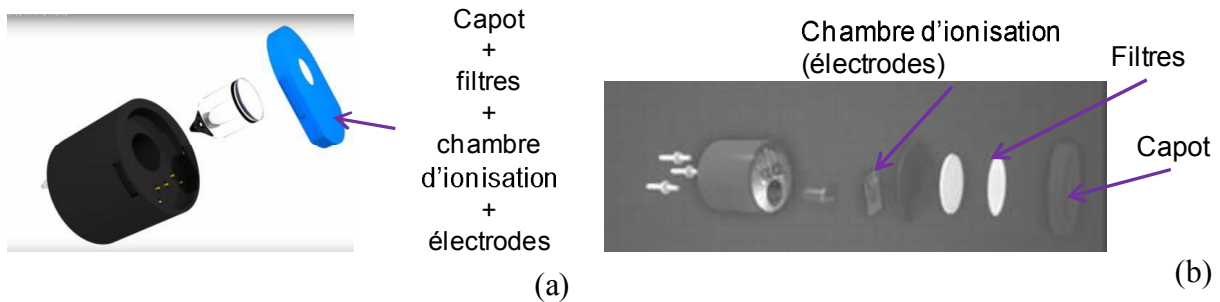 Capot
+
filtres
+
chambre
d'ionisation
+
électrodes
(a)
Chambre d'ionisation
(électrodes)
Filtres
Capot
(b)